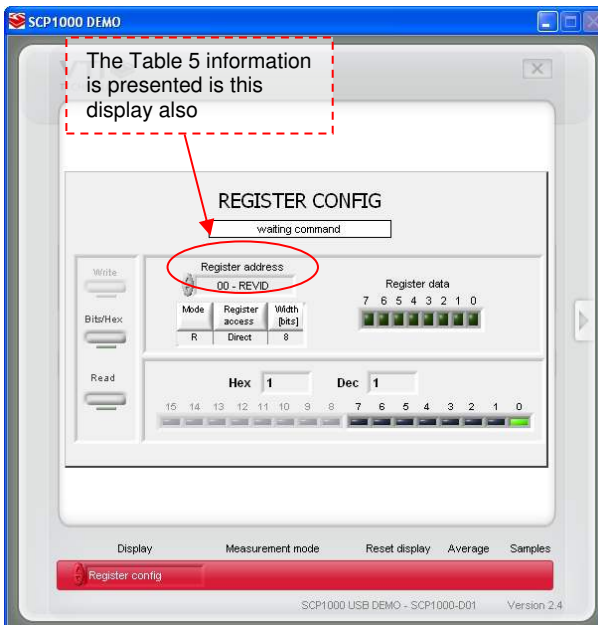 SCP1000 DEMO
The Table 5 information
is presented is this
display also
REGISTER CONFIG
waiting command
Write
Bits/Hex
Read
Register address
00 - REVID
Mode Register access Width [bits]
R Direct 8
Register data
7 6 5 4 3 2 1 0
Hex 1 Dec 1
15 14 13 12 11 10 9 8 7 6 5 4 3 2 1 0
Display Measurement mode Reset display Average Samples
Register config
SCP1000 USB DEMO - SCP1000-D01 Version 2.4